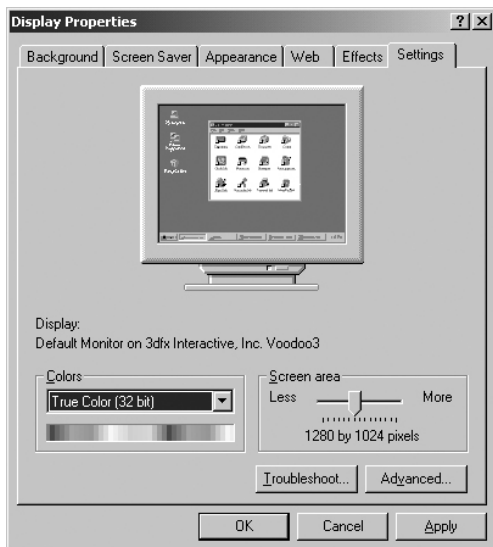 Display Properties
Background Screen Saver Appearance Web Effects Settings
Display:
Default Monitor on 3dfx Interactive, Inc. Voodoo3
Colors
True Color (32 bit)
Screen area
Less More
1280 by 1024 pixels
Troubleshoot... Advanced...
OK Cancel Apply